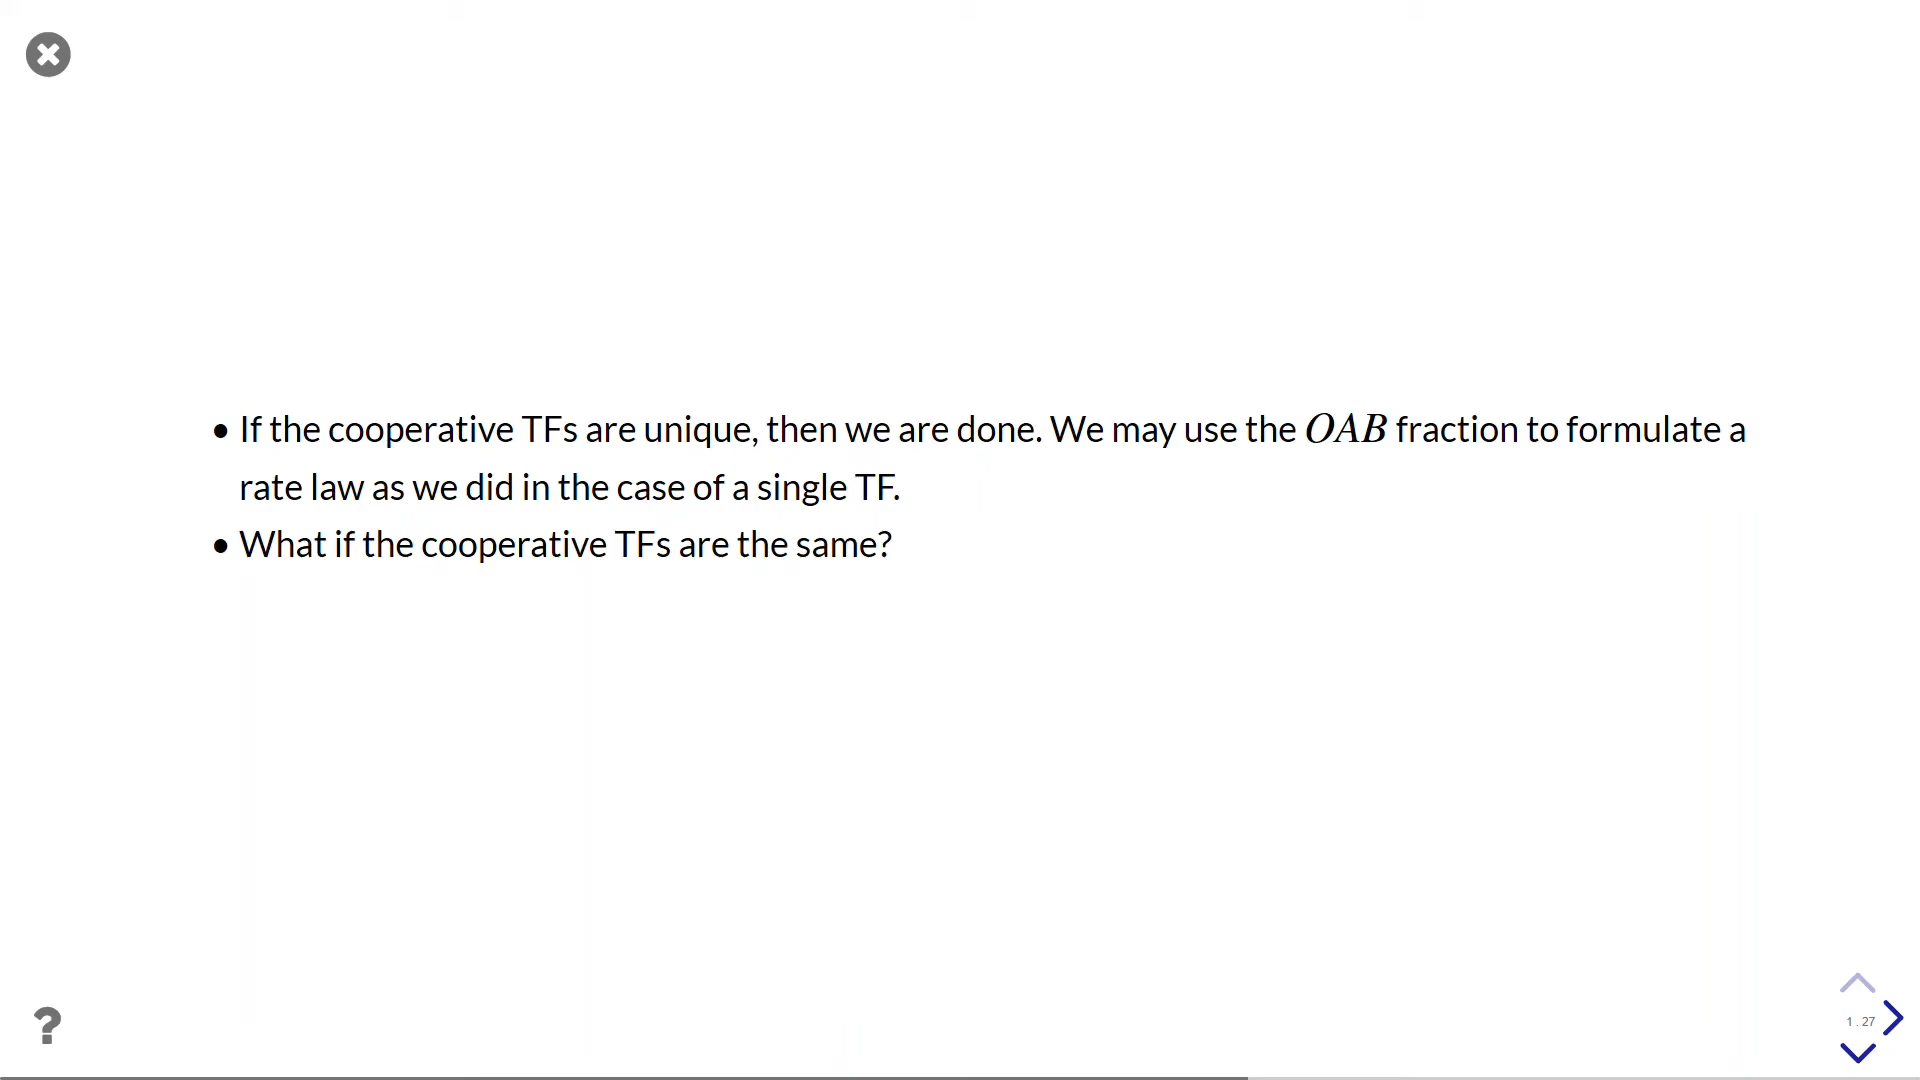 • If the cooperative TFs are unique, then we are done. We may use the OAB fraction to formulate a
rate law as we did in the case of a single TF.
• What if the cooperative TFs are the same?
?
1 . 27